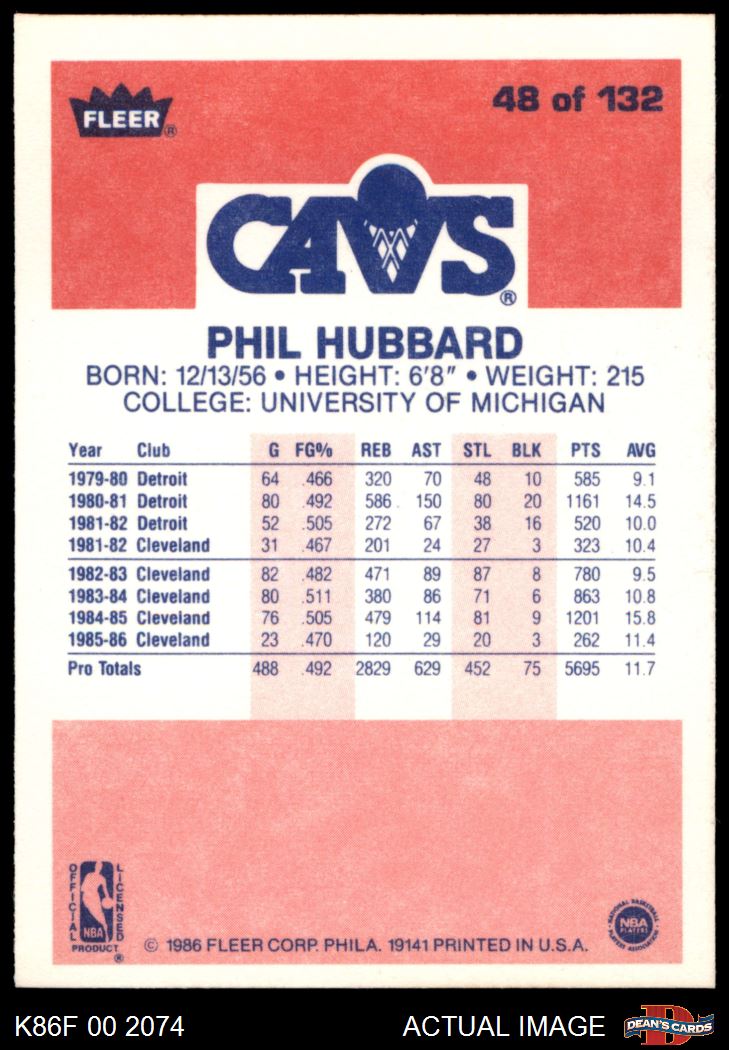 FLEER ®
48 of 132
CAVS ®
PHIL HUBBARD
BORN: 12/13/56 • HEIGHT: 6'8" • WEIGHT: 215
COLLEGE: UNIVERSITY OF MICHIGAN
Year Club G FG% REB AST STL BLK PTS AVG
1979-80 Detroit 64 .466 320 70 48 10 585 9.1
1980-81 Detroit 80 .492 586 150 80 20 1161 14.5
1981-82 Detroit 52 .505 272 67 38 16 520 10.0
1981-82 Cleveland 31 .467 201 24 27 3 323 10.4
1982-83 Cleveland 82 .482 471 89 87 8 780 9.5
1983-84 Cleveland 80 .511 380 86 71 6 863 10.8
1984-85 Cleveland 76 .505 479 114 81 9 1201 15.8
1985-86 Cleveland 23 .470 120 29 20 3 262 11.4
Pro Totals 488 .492 2829 629 452 75 5695 11.7
OFFICIAL LICENSED
NBA
PRODUCT ®
© 1986 FLEER CORP. PHILA. 19141 PRINTED IN U.S.A.
NATIONAL BASKETBALL
NBA
PLAYERS
PLAYERS ASSOCIATION
K86F 00 2074
ACTUAL IMAGE
D
DEAN'S CARDS